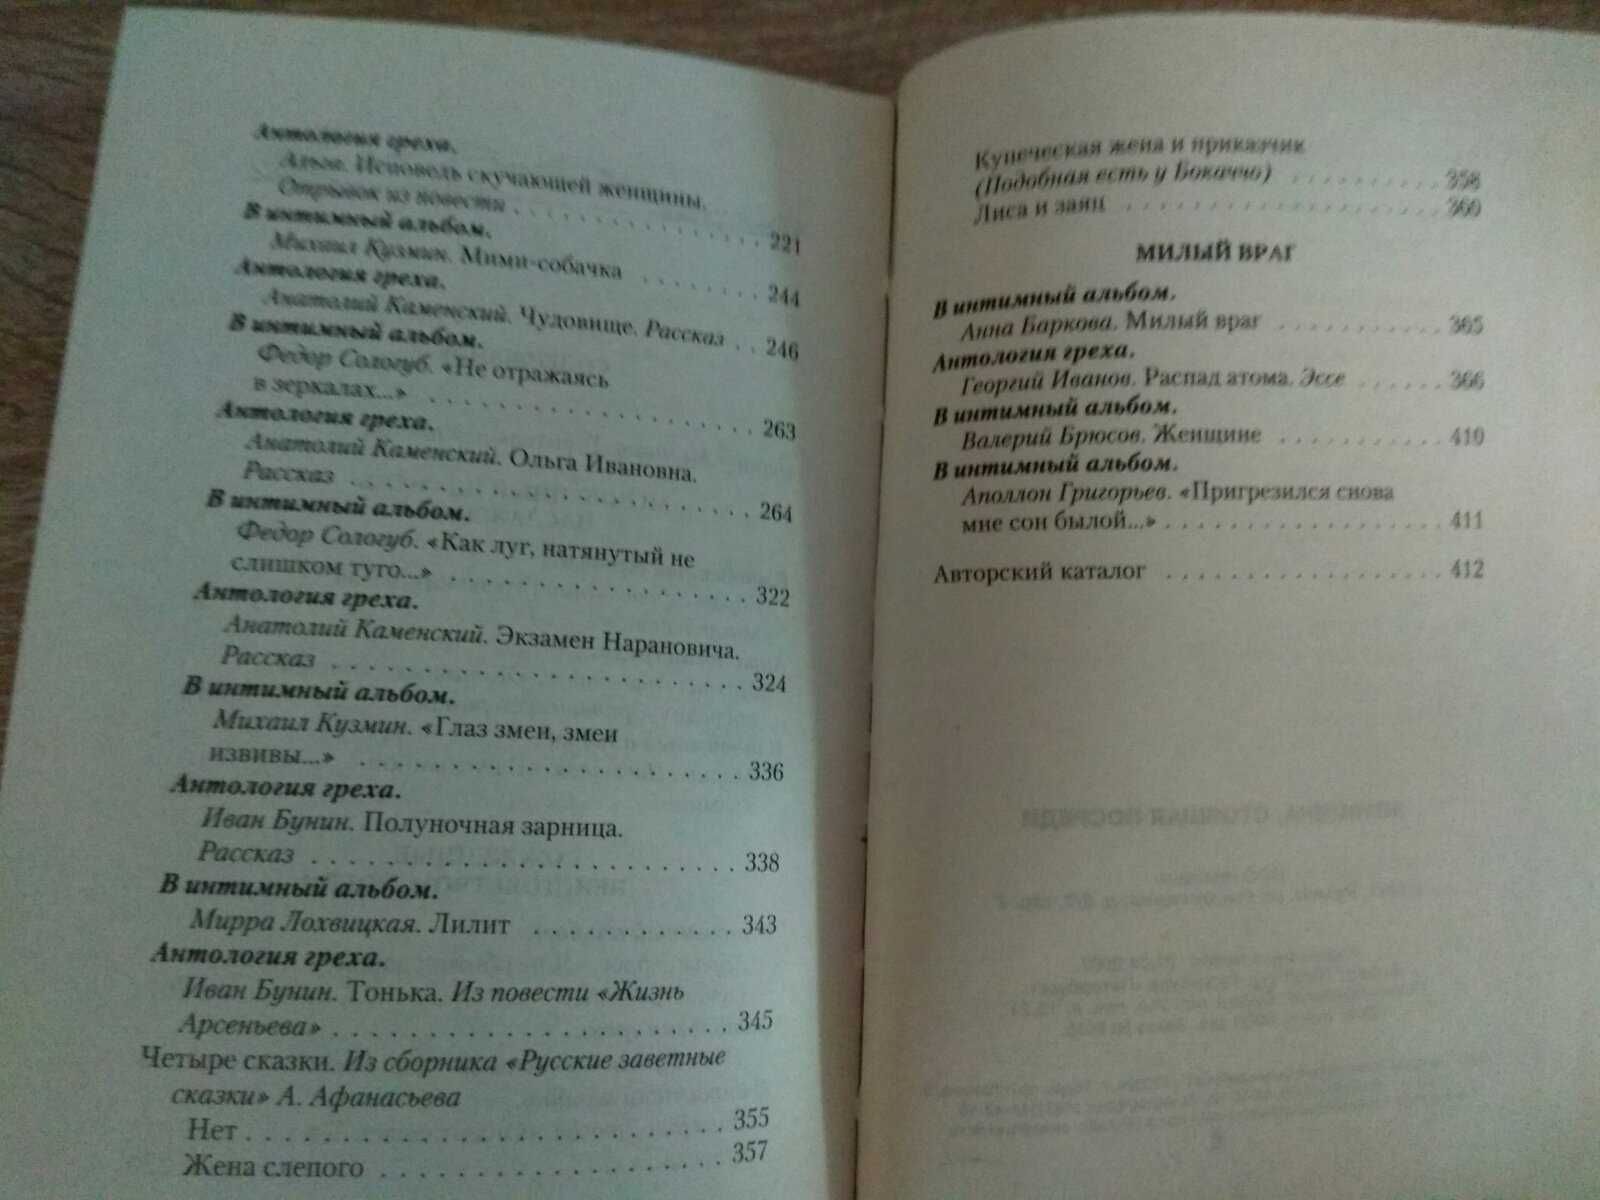 Антология греха.
Альге. Исповедь скучающей женщины.
Отрывок из повести . . . . . . . . . . . . . . . 221
В интимный альбом.
Михаил Кузмин. Мими-собачка . . . . . . . . 244
Антология греха.
Анатолий Каменский. Чудовище. Рассказ . . 246
В интимный альбом.
Федор Сологуб. «Не отражаясь
в зеркалах...» . . . . . . . . . . . . . . . . . . 263
Антология греха.
Анатолий Каменский. Ольга Ивановна.
Рассказ . . . . . . . . . . . . . . . . . . . . . . 264
В интимный альбом.
Федор Сологуб. «Как луг, натянутый не
слишком туго...» . . . . . . . . . . . . . . . . 322
Антология греха.
Анатолий Каменский. Экзамен Нарановича.
Рассказ . . . . . . . . . . . . . . . . . . . . . . 324
В интимный альбом.
Михаил Кузмин. «Глаз змеи, змеи
извивы...» . . . . . . . . . . . . . . . . . . . . 336
Антология греха.
Иван Бунин. Полуночная зарница.
Рассказ . . . . . . . . . . . . . . . . . . . . . . 338
В интимный альбом.
Мирра Лохвицкая. Лилит . . . . . . . . . . . . 343
Антология греха.
Иван Бунин. Тонька. Из повести «Жизнь
Арсеньева» . . . . . . . . . . . . . . . . . . . . 345
Четыре сказки. Из сборника «Русские заветные
сказки» А. Афанасьева
Нет . . . . . . . . . . . . . . . . . . . . . . . . . 355
Жена слепого . . . . . . . . . . . . . . . . . . . 357
Купеческая жена и приказчик
(Подобная есть у Бокаччо) . . . . . . . . . . 358
Лиса и заяц . . . . . . . . . . . . . . . . . . . 360
МИЛЫЙ ВРАГ
В интимный альбом.
Анна Баркова. Милый враг . . . . . . . . . . . 365
Антология греха.
Георгий Иванов. Распад атома. Эссе . . . . . . 366
В интимный альбом.
Валерий Брюсов. Женщине . . . . . . . . . . . 410
В интимный альбом.
Аполлон Григорьев. «Пригрезился снова
мне сон былой...» . . . . . . . . . . . . . . . . 411
Авторский каталог . . . . . . . . . . . . . . . . 412